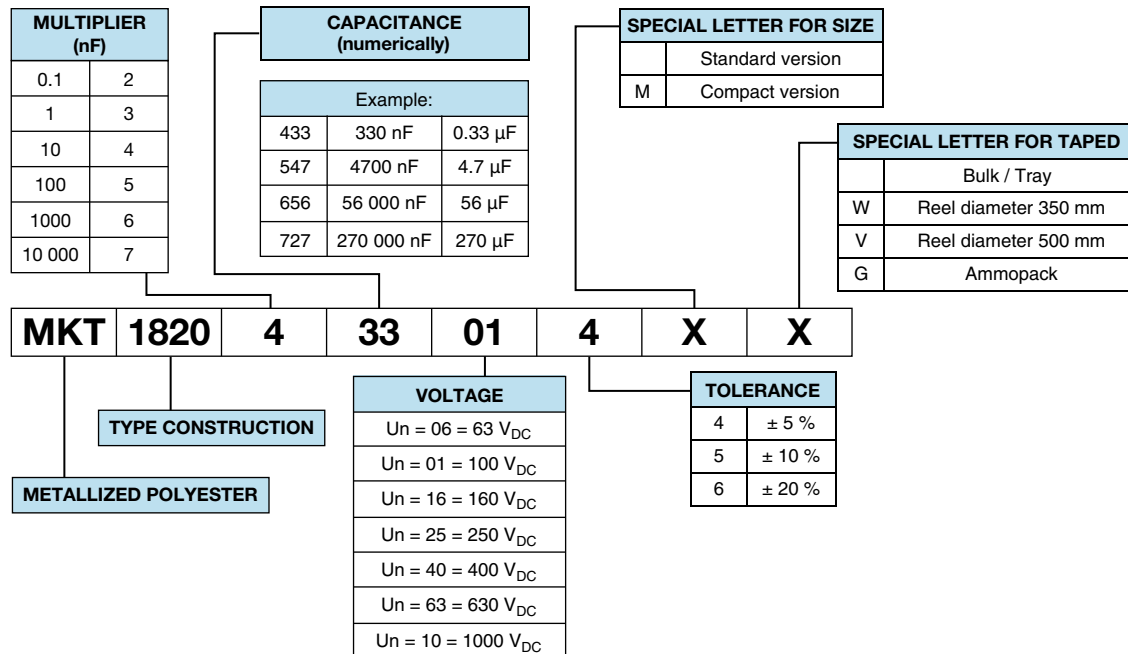 MULTIPLIER
(nF)
0.1 2
1 3
10 4
100 5
1000 6
10 000 7
CAPACITANCE
(numerically)
Example:
433 330 nF 0.33 µF
547 4700 nF 4.7 µF
656 56 000 nF 56 µF
727 270 000 nF 270 µF
SPECIAL LETTER FOR SIZE
Standard version
M Compact version
SPECIAL LETTER FOR TAPED
Bulk / Tray
W Reel diameter 350 mm
V Reel diameter 500 mm
G Ammopack
MKT 1820 4 33 01 4 X X
TYPE CONSTRUCTION
METALLIZED POLYESTER
VOLTAGE
Un = 06 = 63 VDC
Un = 01 = 100 VDC
Un = 16 = 160 VDC
Un = 25 = 250 VDC
Un = 40 = 400 VDC
Un = 63 = 630 VDC
Un = 10 = 1000 VDC
TOLERANCE
4 ± 5 %
5 ± 10 %
6 ± 20 %